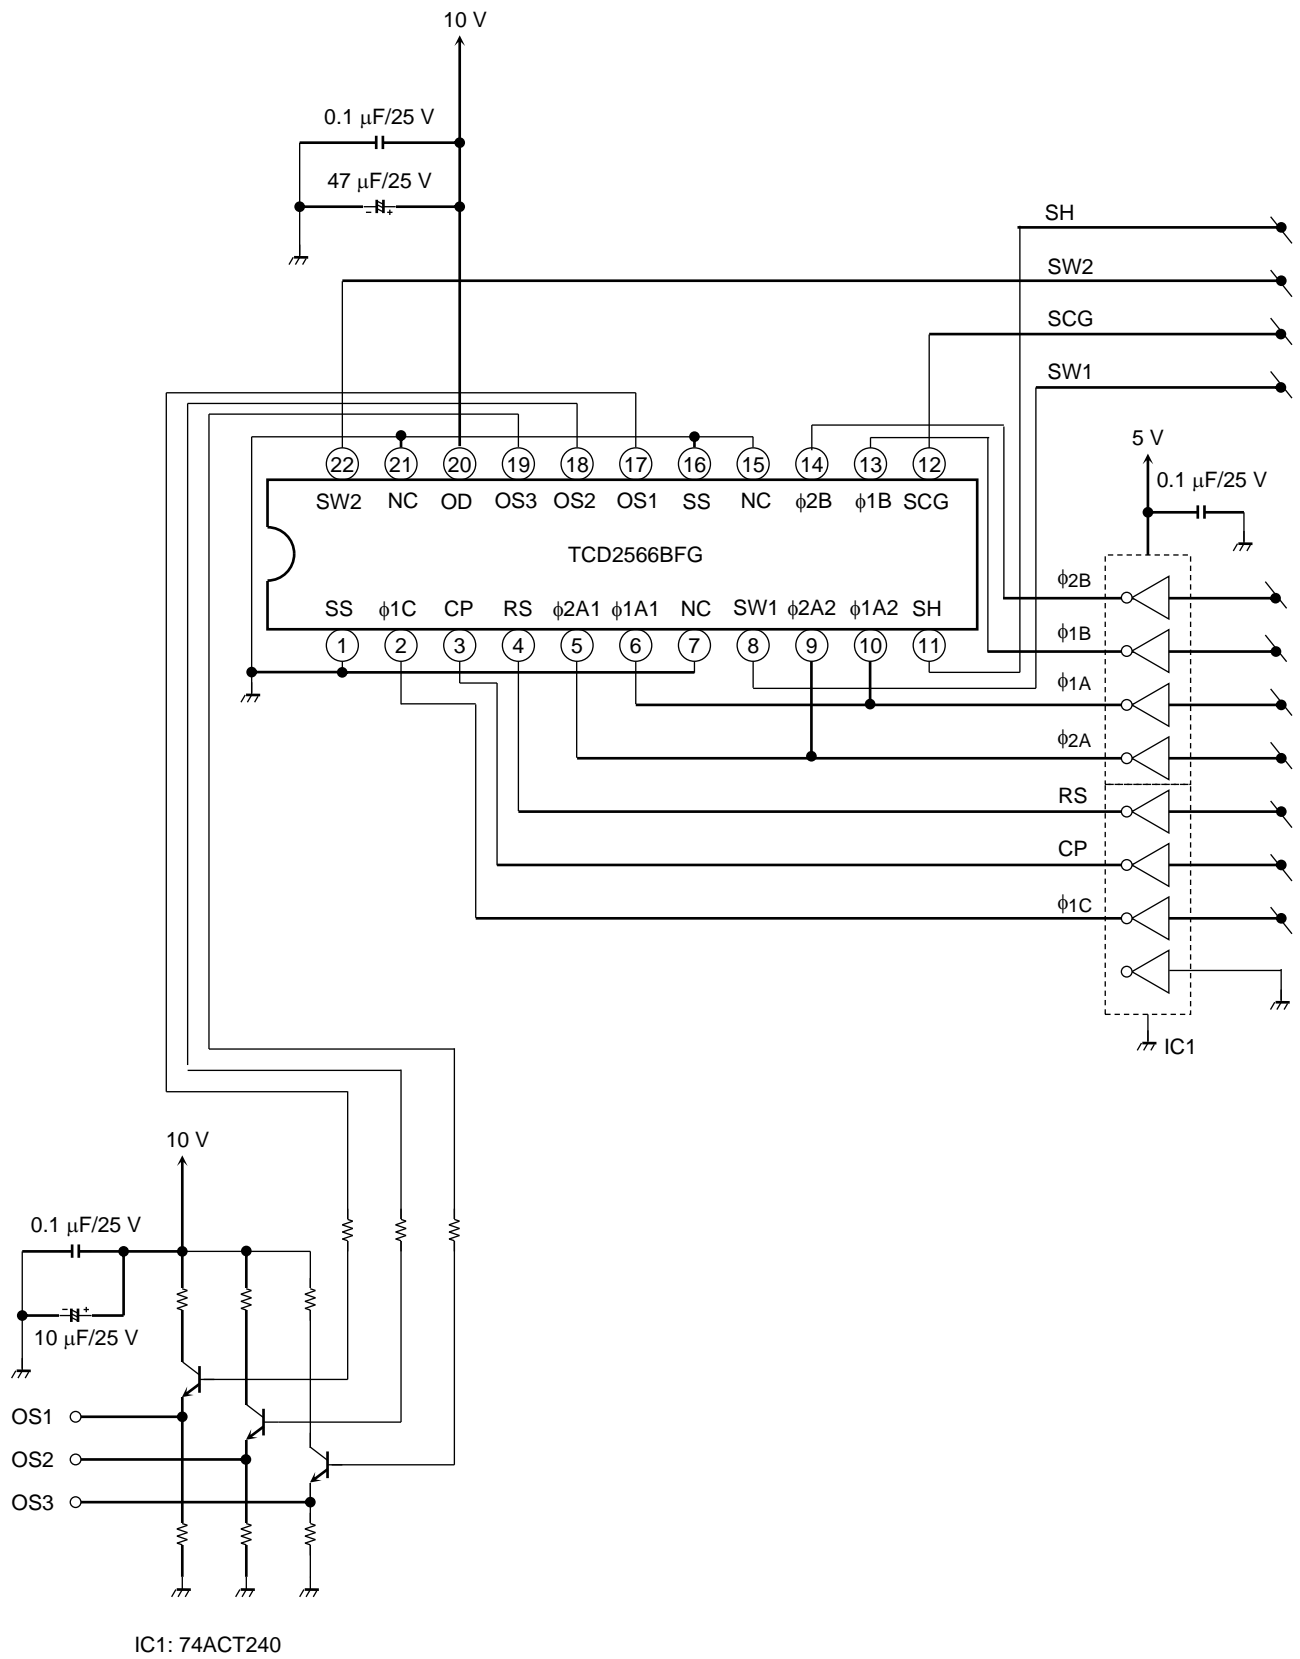 10 V
0.1 μF/25 V
47 μF/25 V
- +
SH
SW2
SCG
SW1
5 V
0.1 μF/25 V
22 21 20 19 18 17 16 15 14 13 12
SW2 NC OD OS3 OS2 OS1 SS NC ϕ2B ϕ1B SCG
TCD2566BFG
SS ϕ1C CP RS ϕ2A1 ϕ1A1 NC SW1 ϕ2A2 ϕ1A2 SH
1 2 3 4 5 6 7 8 9 10 11
ϕ2B
ϕ1B
ϕ1A
ϕ2A
RS
CP
ϕ1C
IC1
10 V
0.1 μF/25 V
- +
10 μF/25 V
OS1
OS2
OS3
IC1: 74ACT240